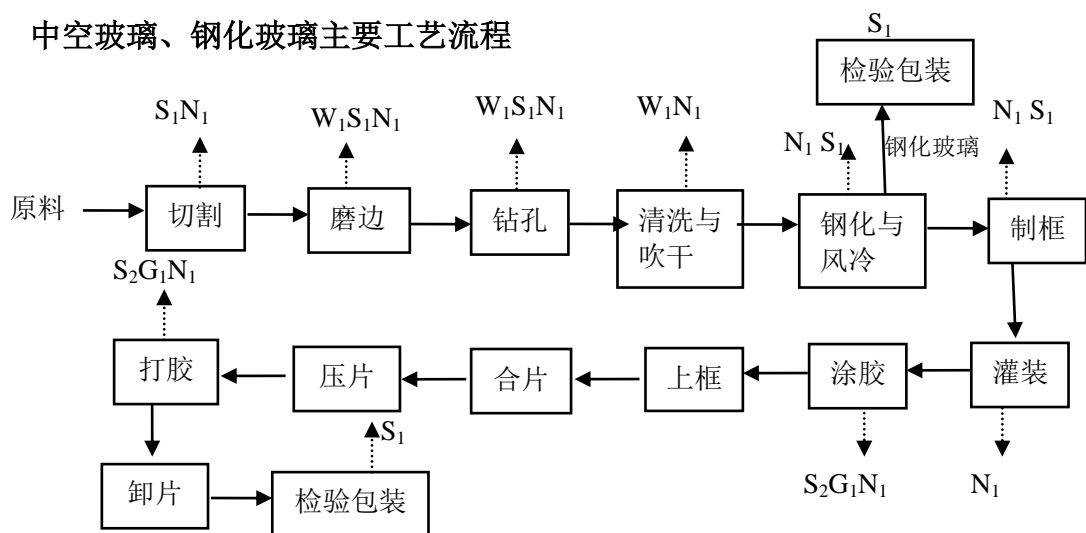 中空玻璃、钢化玻璃主要工艺流程
S₁
检验包装
S₁N₁
W₁S₁N₁
W₁S₁N₁
W₁N₁
N₁ S₁
钢化玻璃
N₁ S₁
原料
切割
磨边
钻孔
清洗与
吹干
钢化与
风冷
制框
S₂G₁N₁
打胶
压片
合片
上框
涂胶
灌装
S₁
卸片
检验包装
S₂G₁N₁
N₁